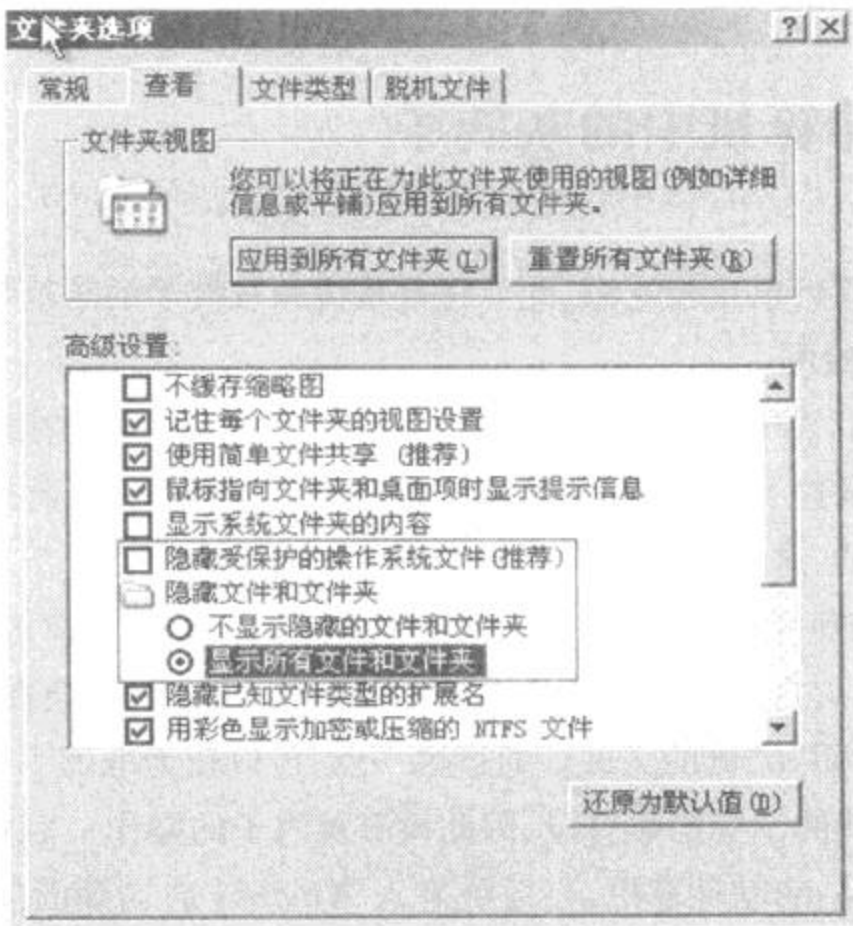 文件夹选项
常规 查看 文件类型 脱机文件
文件夹视图
您可以将正在为此文件夹使用的视图(例如详细
信息或平铺)应用到所有文件夹。
应用到所有文件夹(L) 重置所有文件夹(R)
高级设置:
不缓存缩略图
记住每个文件夹的视图设置
使用简单文件共享 (推荐)
鼠标指向文件夹和桌面项时显示提示信息
显示系统文件夹的内容
隐藏受保护的操作系统文件(推荐)
隐藏文件和文件夹
不显示隐藏的文件和文件夹
显示所有文件和文件夹
隐藏已知文件类型的扩展名
用彩色显示加密或压缩的 NTFS 文件
还原为默认值(D)